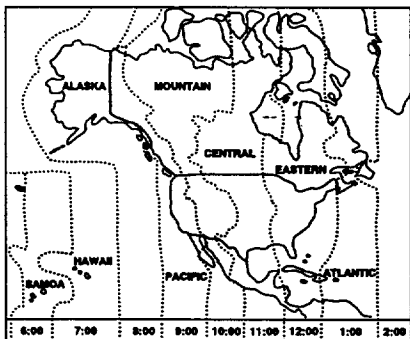 ALASKA
MOUNTAIN
CENTRAL
EASTERN
HAWAII
SAMOA
PACIFIC
ATLANTIC
6:00 7:00 8:00 9:00 10:00 11:00 12:00 1:00 2:00